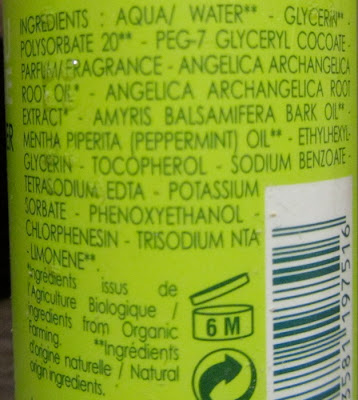 INGREDIENTS : AQUA/ WATER** - GLYCERIN* -
POLYSORBATE 20** - PEG-7 GLYCERYL COCOATE -
PARFUM/FRAGRANCE - ANGELICA ARCHANGELICA
ROOT OIL* - ANGELICA ARCHANGELICA ROOT
EXTRACT* - AMYRIS BALSAMIFERA BARK OIL -
MENTHA PIPERITA (PEPPERMINT) OIL** - ETHYLHEXYL-
GLYCERIN - TOCOPHEROL - SODIUM BENZOATE -
TETRASODIUM EDTA - POTASSIUM
SORBATE - PHENOXYETHANOL -
CHLORPHENESIN - TRISODIUM NTA
- LIMONENE**
*Ingrédients issus de
l'Agriculture Biologique /
Ingredients from Organic
Farming. **Ingrédients
d'origine naturelle / Natural
origin ingredients.
6 M
3581 197516